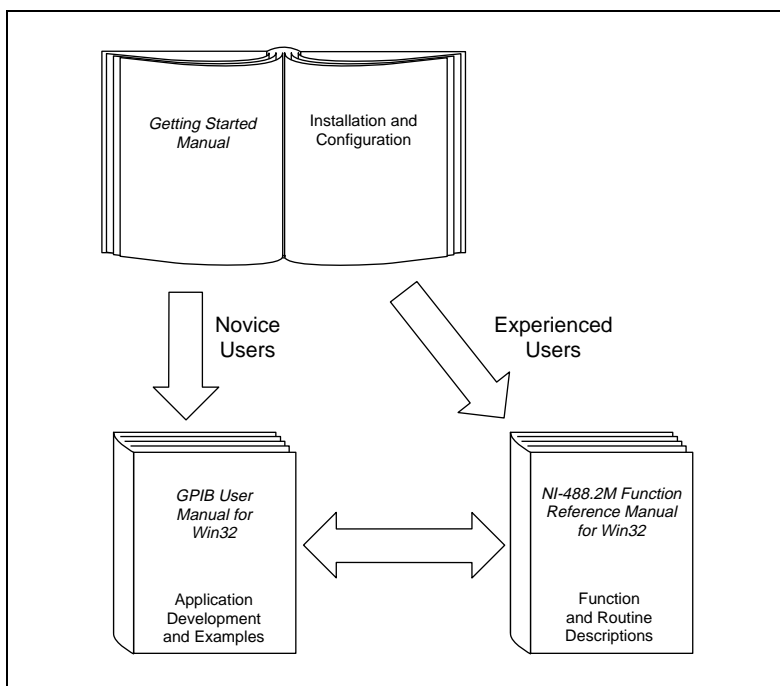 Getting Started
Manual
Installation and
Configuration
Novice
Users
Experienced
Users
GPIB User
Manual for
Win32
Application
Development
and Examples
NI-488.2M Function
Reference Manual
for Win32
Function
and Routine
Descriptions